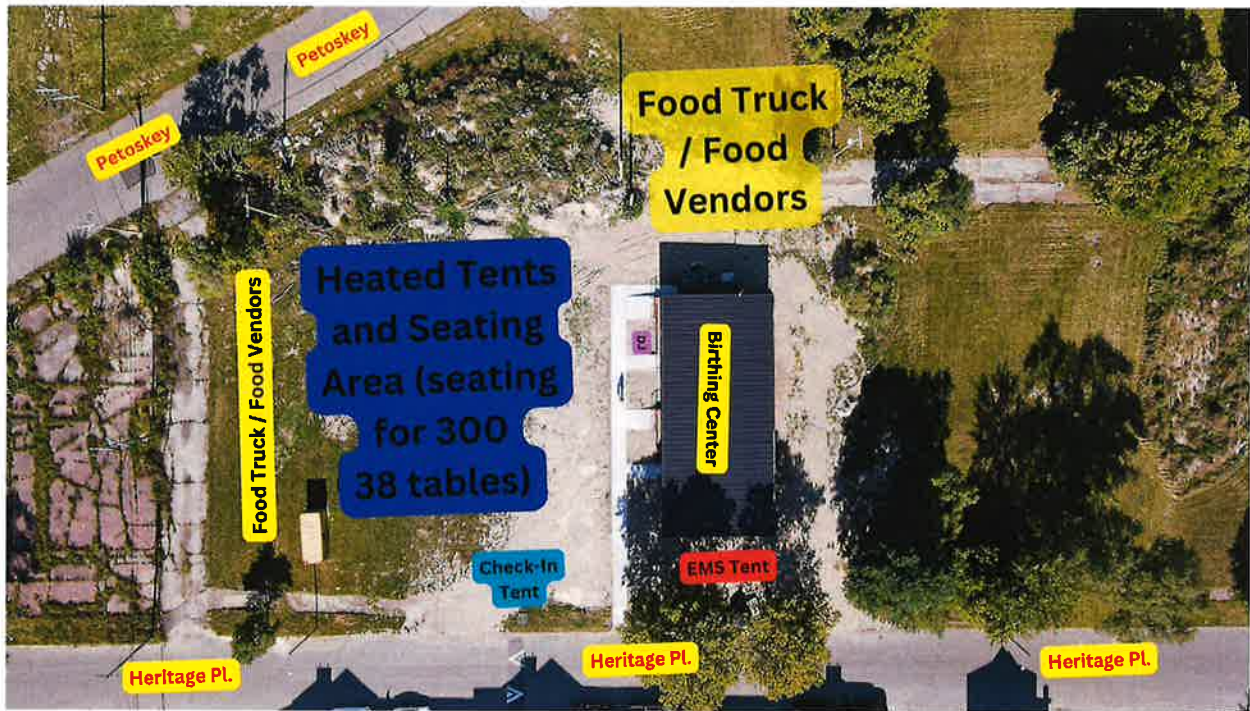 Petoskey
Petoskey
Food Truck
/ Food
Vendors
Heated Tents
and Seating
Area (seating
for 300
38 tables)
Food Truck / Food Vendors
Birthing Center
Check-In
Tent
EMS Tent
Heritage Pl.
Heritage Pl.
Heritage Pl.